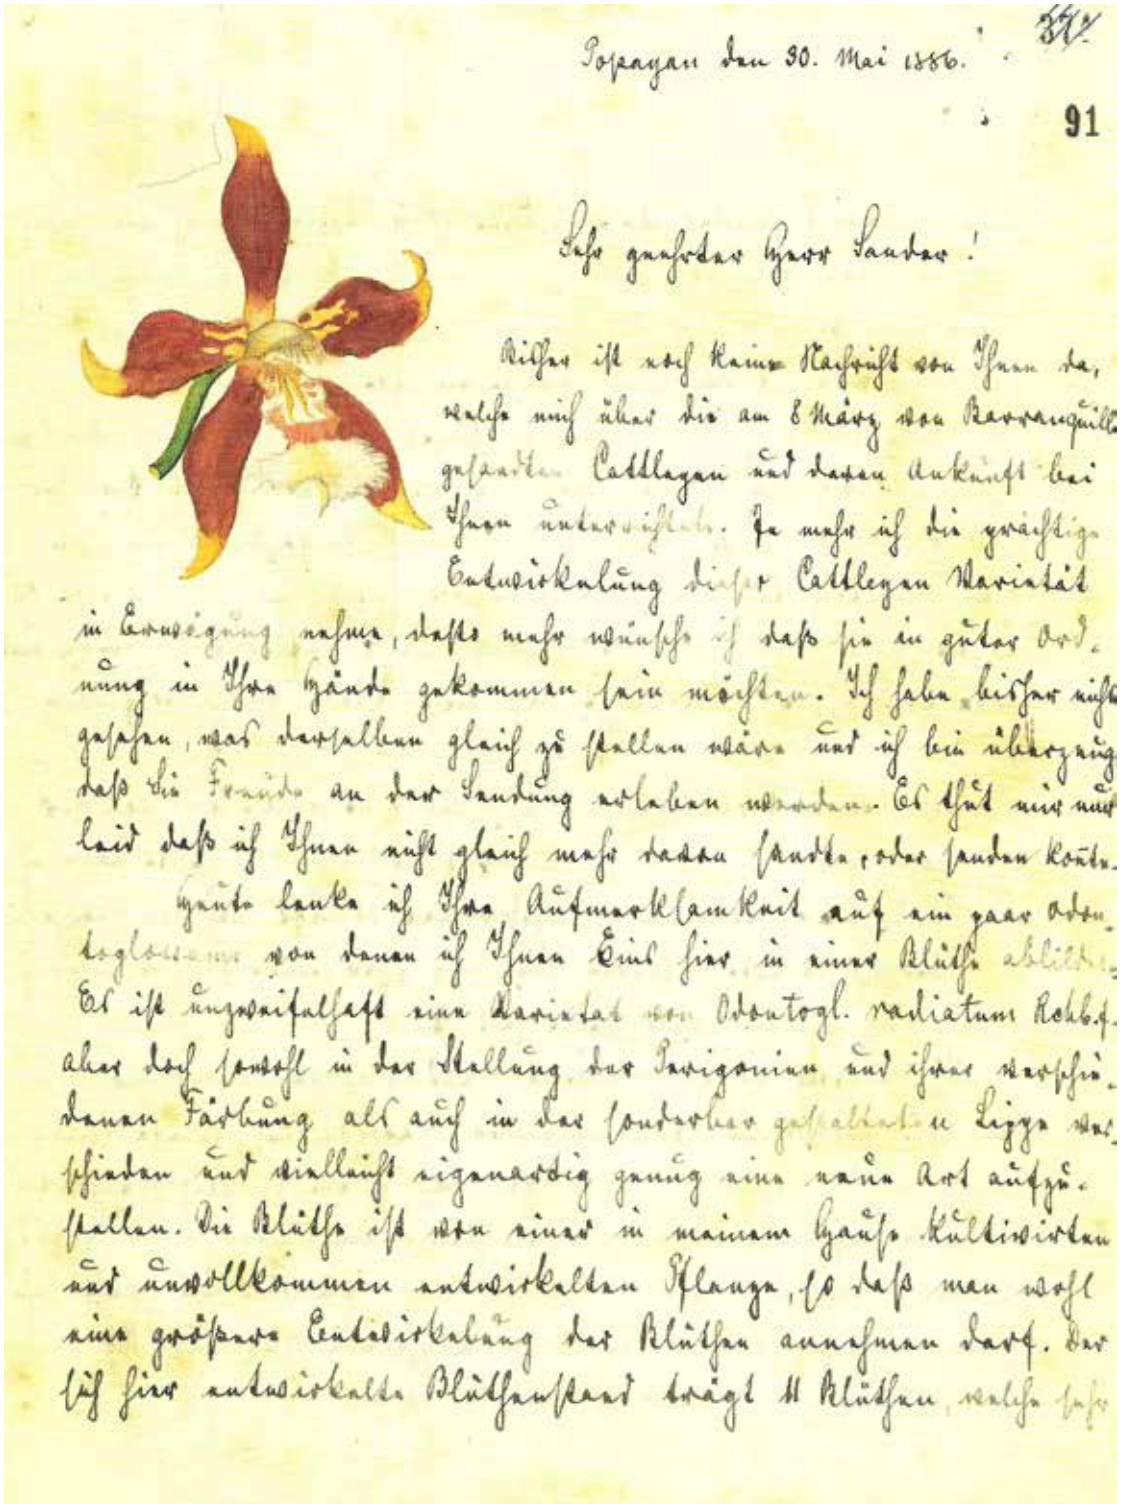 37.
Popayan den 30. Mai 1886.
91
Sehr geehrter Herr Sander!
Bisher ist noch keine Nachricht von Ihnen da,
welche mich über die am 8 März von Barranquilla
gesandten Cattleyen und deren Ankunft bei
Ihnen unterrichtet. Je mehr ich die prächtige
Entwickelung dieser Cattleyen Varietät
in Erwägung nehme, desto mehr wünsche ich daß sie in guter Ord-
nung in Ihre Hände gekommen sein möchten. Ich habe bisher nichts
gesehen, was derselben gleich zu stellen wäre und ich bin überzeugt
daß Sie Freude an der Sendung erleben werden. Es thut mir nur
leid daß ich Ihnen nicht gleich mehr davon sandte, oder senden konte.
Heute lenke ich Ihre Aufmerksamkeit auf ein paar Odon-
toglossums von denen ich Ihnen Eins hier in einer Blüthe abbilde.
Es ist unzweifelhaft eine Varietat von Odontogl. radiatum Rchb.f.
aber doch sowohl in der Stellung der Perigonien und ihrer verschie-
denen Färbung als auch in der sonderbar gestalteten Lippe ver-
schieden und vielleicht eigenartig genug eine neue Art aufzu-
stellen. Die Blüthe ist von einer in meinem Hause kultivirten
und unvollkommen entwickelten Pflanze, so daß man wohl
eine größere Entwickelung der Blüthen annehmen darf. Der
sich hier entwickelte Blüthenstand trägt 11 Blüthen, welche sehr